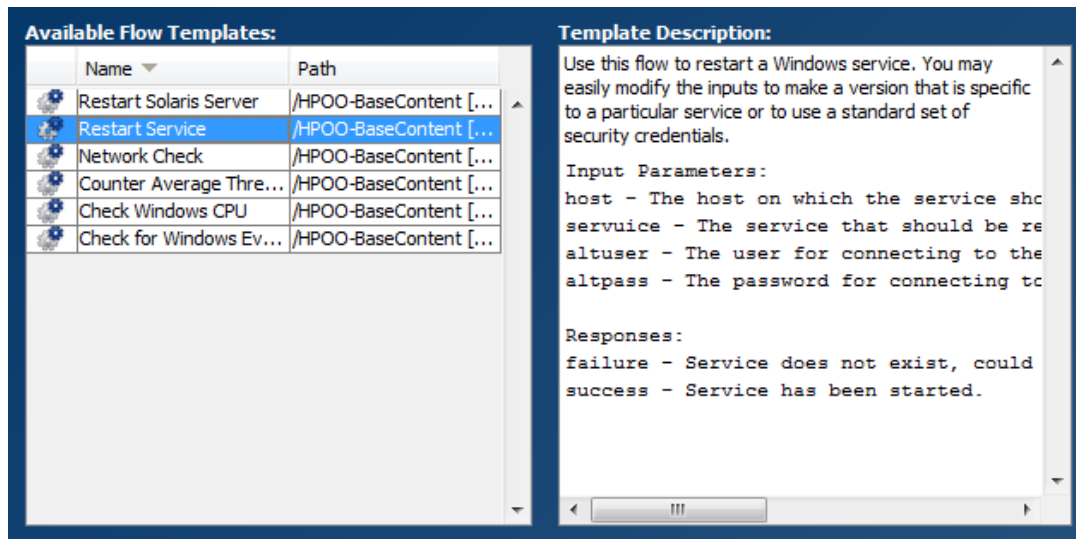 Available Flow Templates:
Name Path
Restart Solaris Server /HPOO-BaseContent [...
Restart Service /HPOO-BaseContent [...
Network Check /HPOO-BaseContent [...
Counter Average Thre... /HPOO-BaseContent [...
Check Windows CPU /HPOO-BaseContent [...
Check for Windows Ev... /HPOO-BaseContent [...
Template Description:
Use this flow to restart a Windows service. You may
easily modify the inputs to make a version that is specific
to a particular service or to use a standard set of
security credentials.
Input Parameters:
host - The host on which the service sho
servuice - The service that should be re
altuser - The user for connecting to the
altpass - The password for connecting to
Responses:
failure - Service does not exist, could
success - Service has been started.